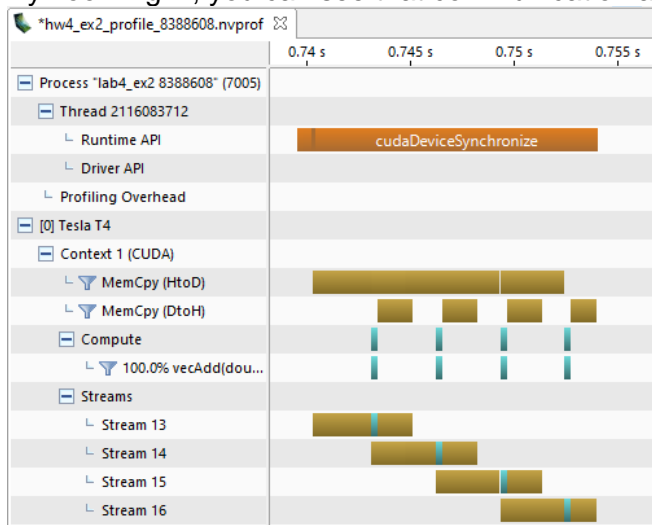 *hw4_ex2_profile_8388608.nvprof
0.74 s 0.745 s 0.75 s 0.755 s
Process "lab4_ex2 8388608" (7005)
Thread 2116083712
Runtime API cudaDeviceSynchronize
Driver API
Profiling Overhead
[0] Tesla T4
Context 1 (CUDA)
MemCpy (HtoD)
MemCpy (DtoH)
Compute
100.0% vecAdd(dou...
Streams
Stream 13
Stream 14
Stream 15
Stream 16